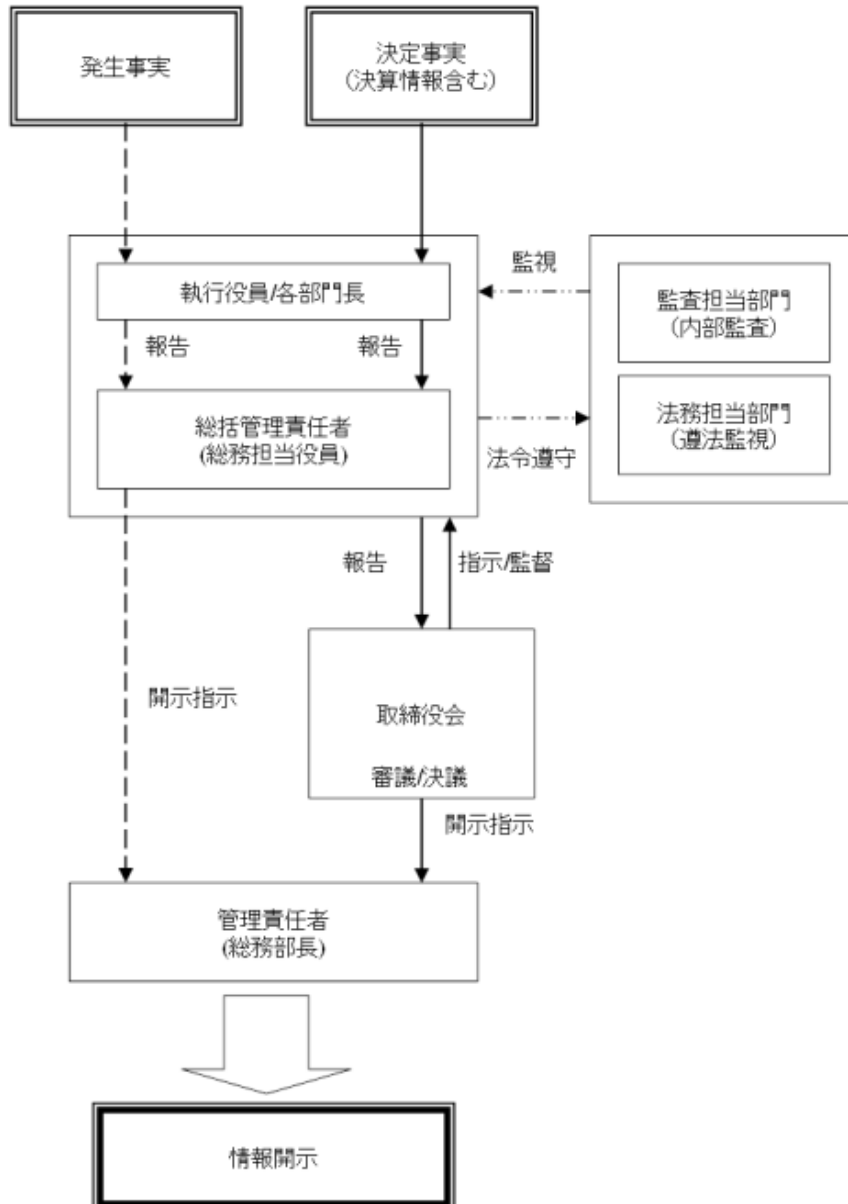 発生事実
決定事実
（決算情報含む）
執行役員/各部門長
監視
監査担当部門
（内部監査）
報告
報告
総括管理責任者
(総務担当役員)
法務担当部門
（遵法監視）
法令遵守
報告
指示/監督
開示指示
取締役会
審議/決議
開示指示
管理責任者
(総務部長)
情報開示